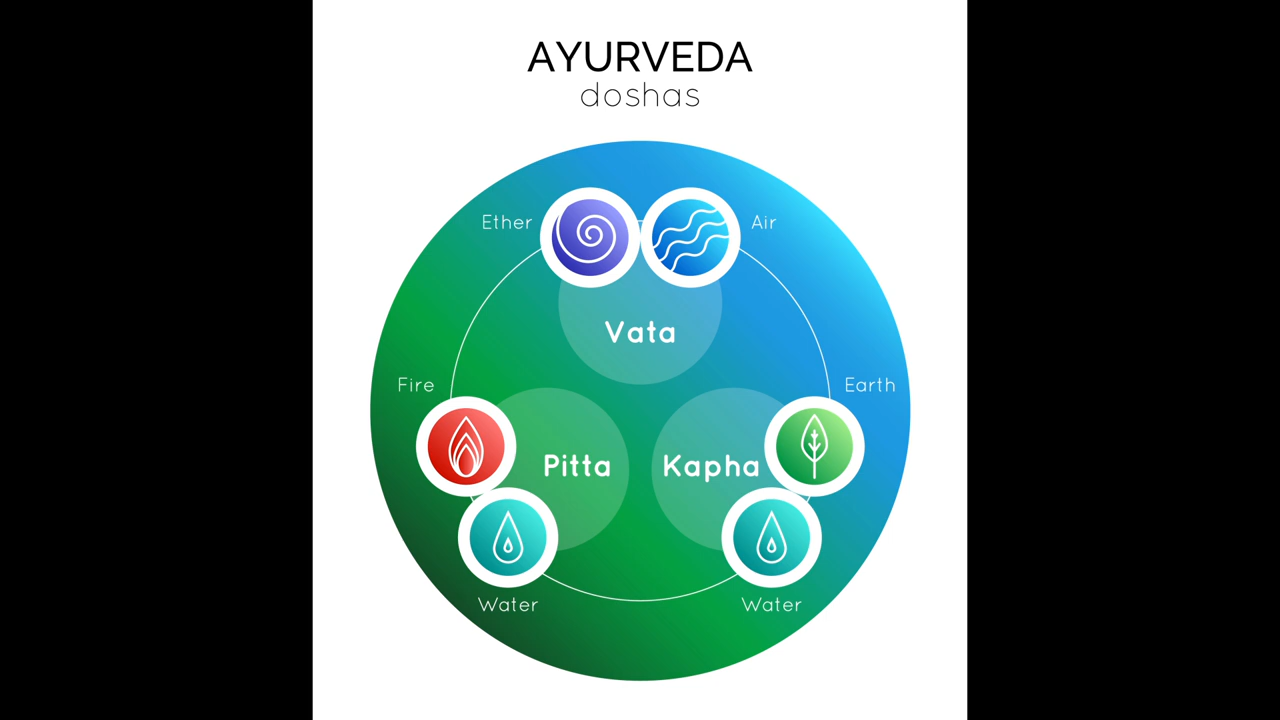 AYURVEDA
doshas
Ether
Air
Vata
Fire
Earth
Pitta
Kapha
Water
Water